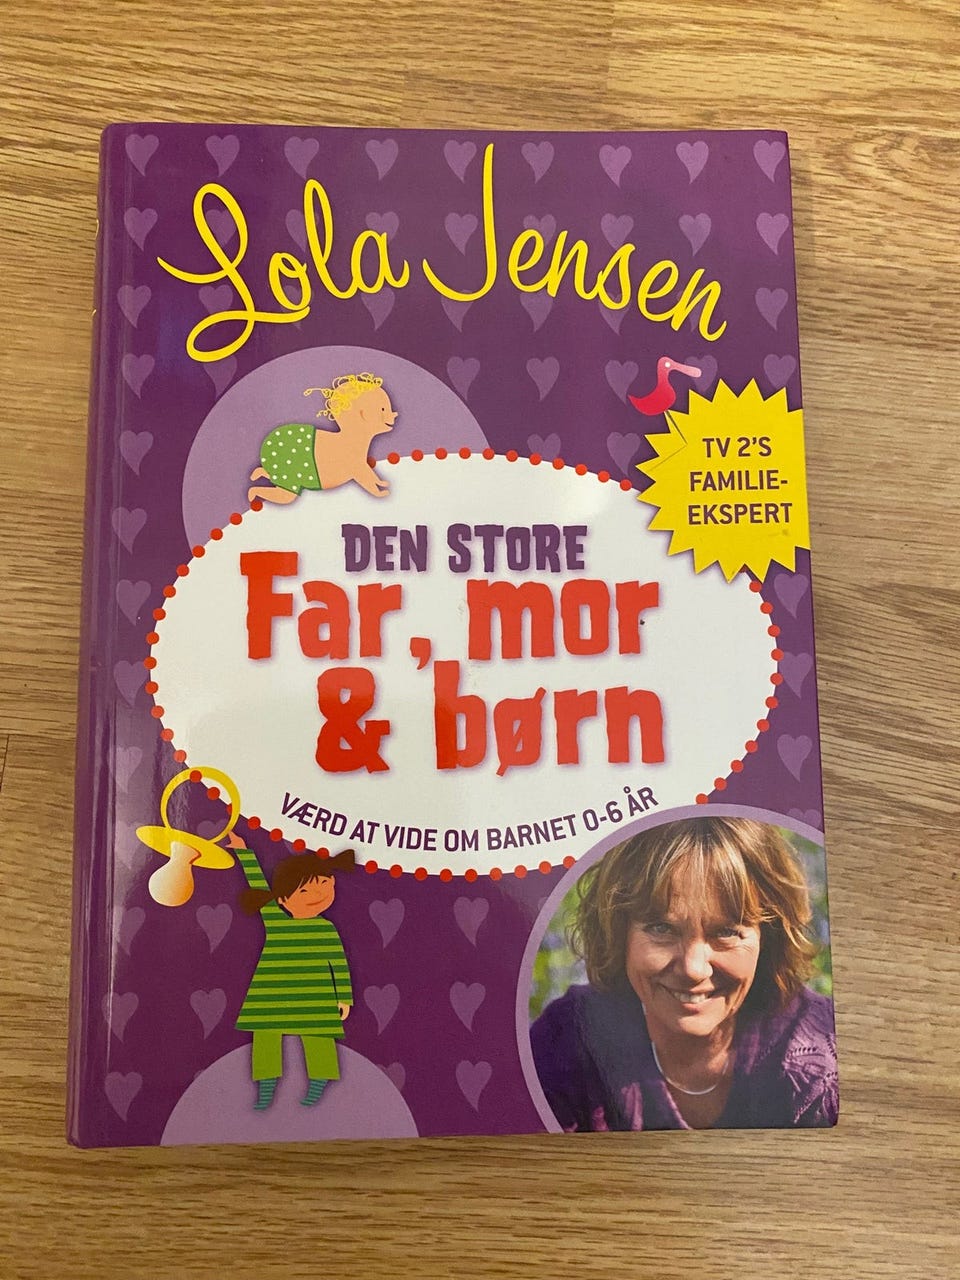 Lola Jensen
TV 2'S
FAMILIE-
EKSPERT
DEN STORE
Far, mor
& børn
VÆRD AT VIDE OM BARNET 0-6 ÅR